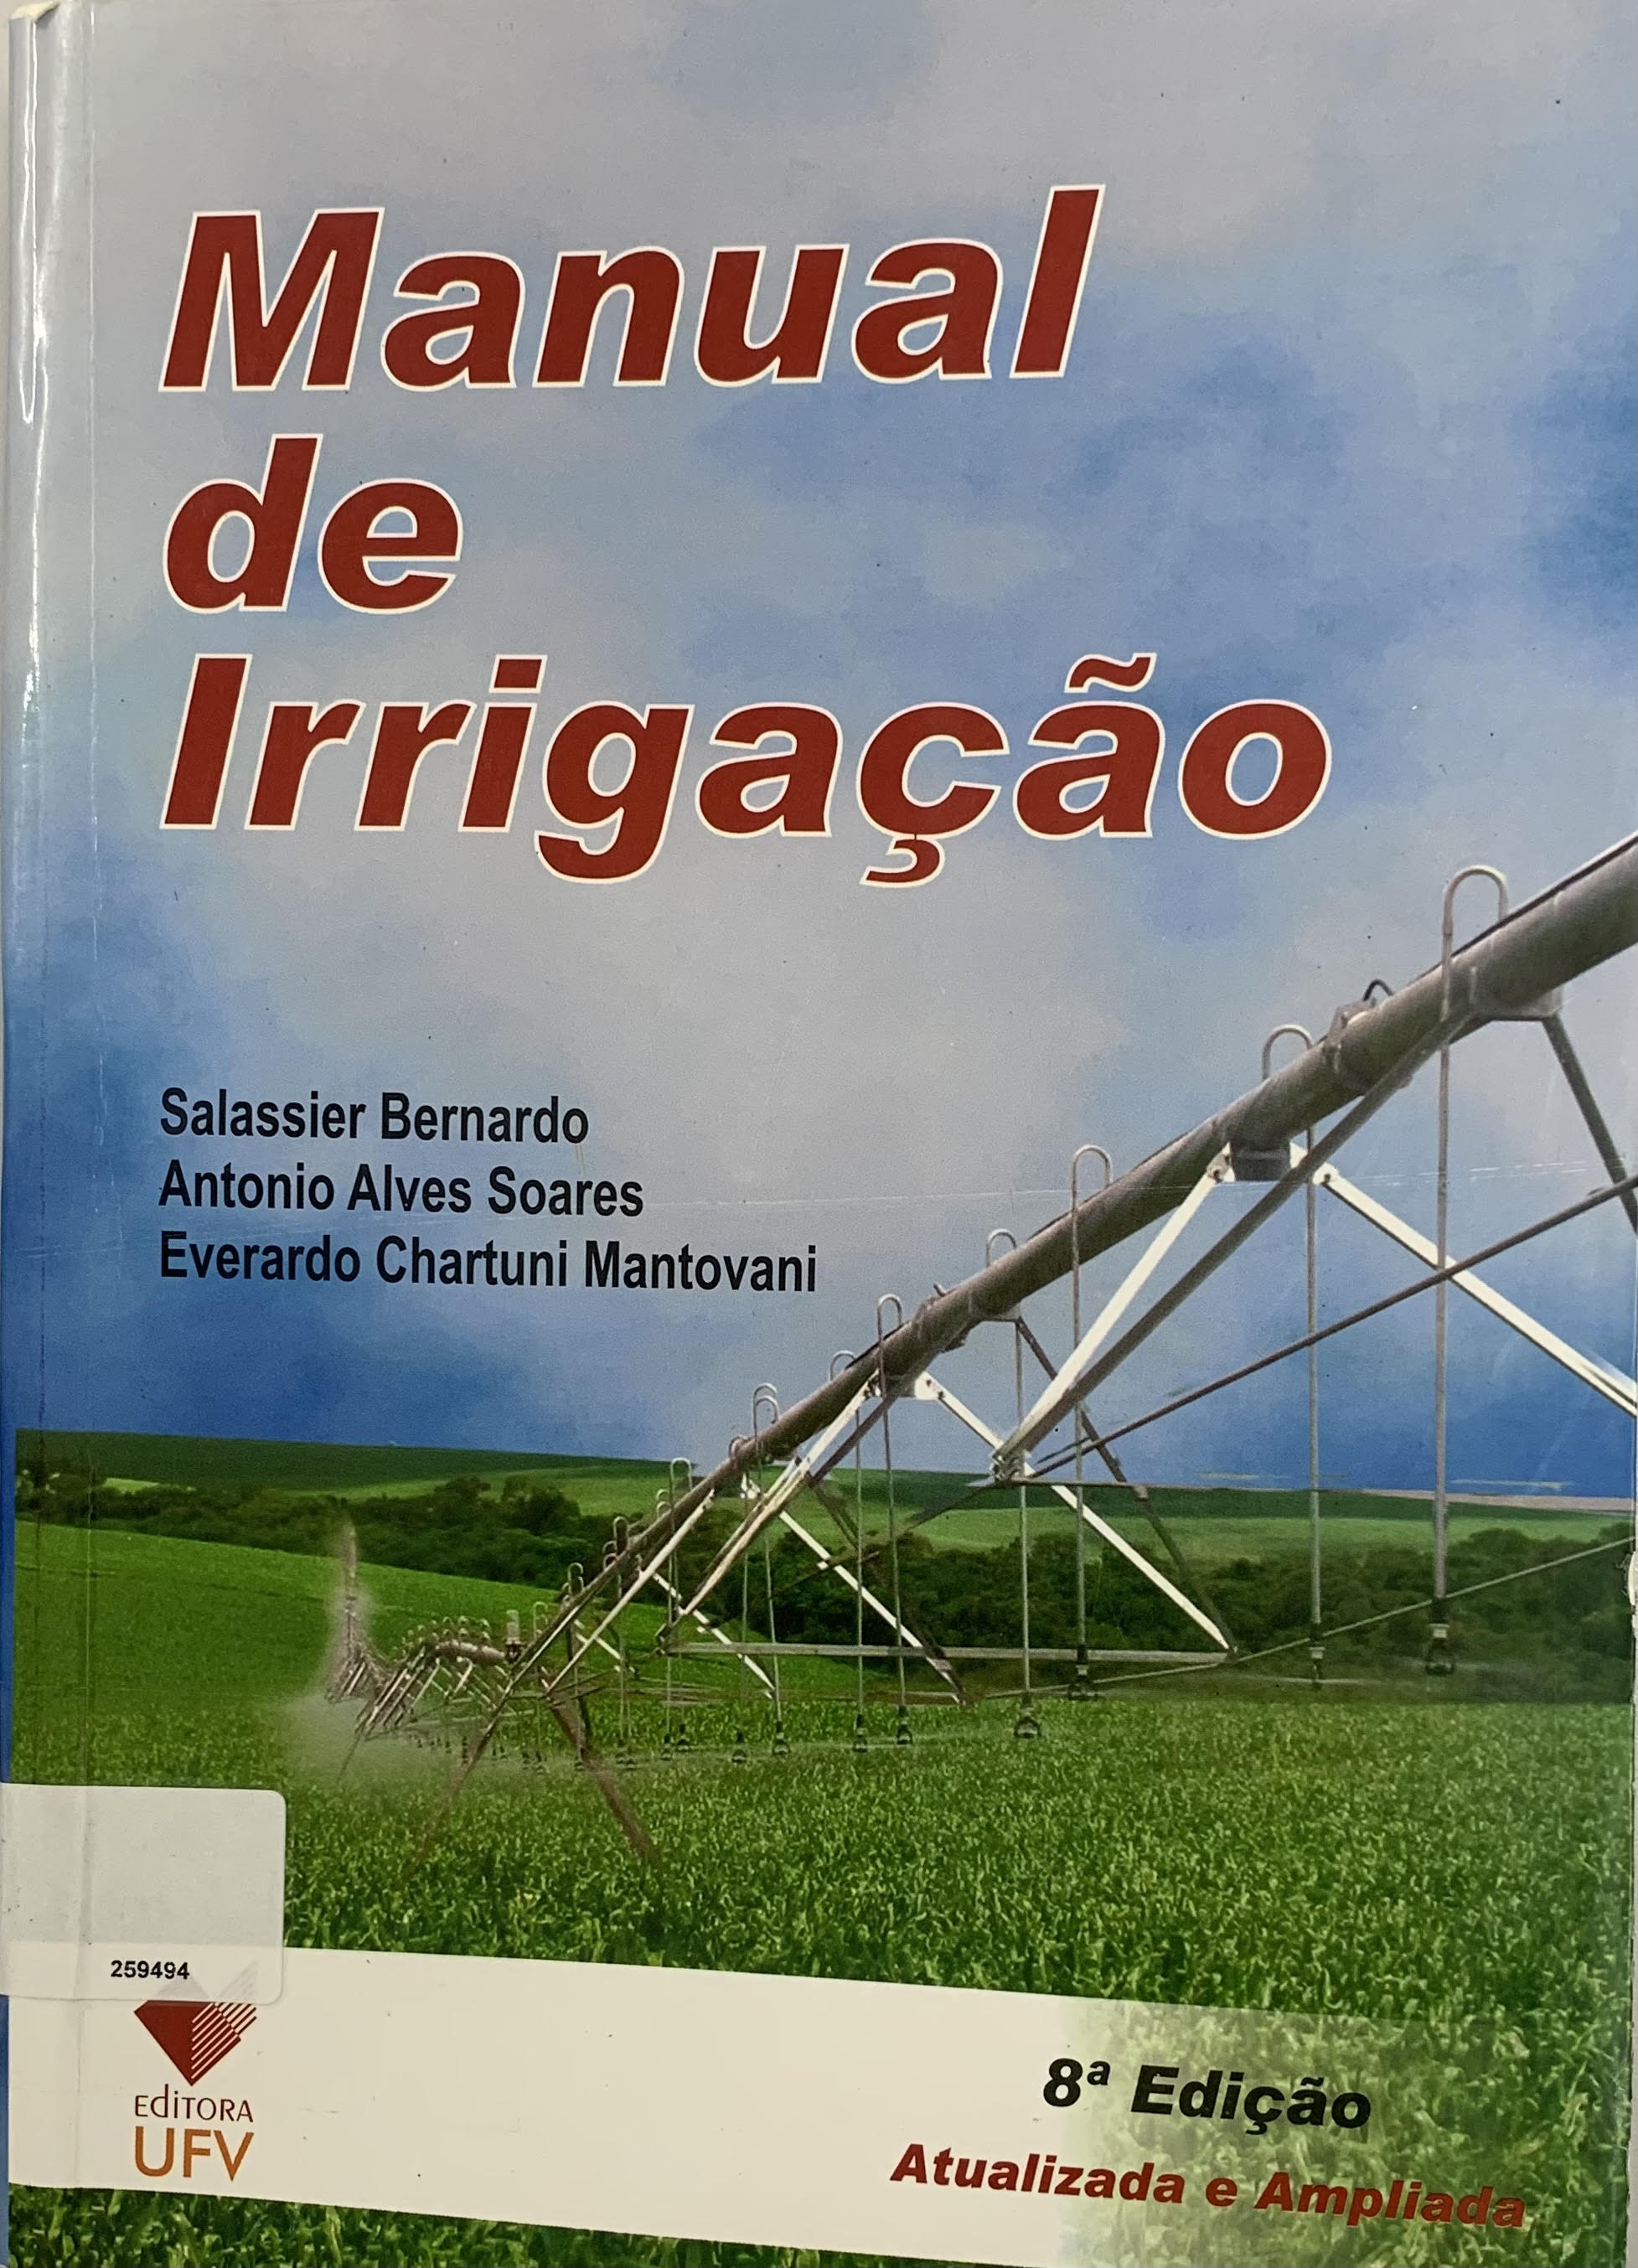 Manual
de
Irrigação
Salassier Bernardo
Antonio Alves Soares
Everardo Chartuni Mantovani
259494
EdiTORA
UFV
8ª Edição
Atualizada e Ampliada